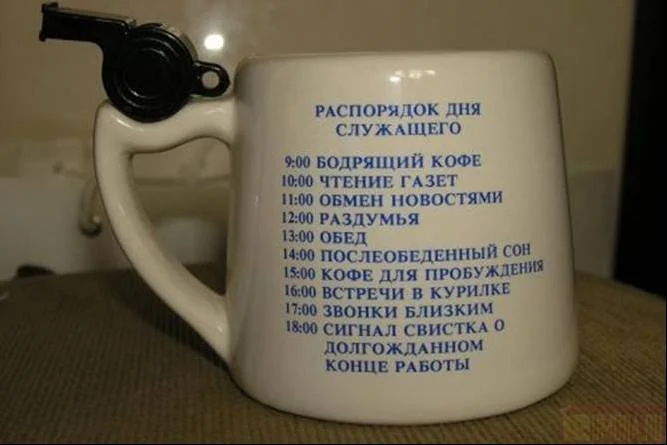 РАСПОРЯДОК ДНЯ
СЛУЖАЩЕГО
9:00 БОДРЯЩИЙ КОФЕ
10:00 ЧТЕНИЕ ГАЗЕТ
11:00 ОБМЕН НОВОСТЯМИ
12:00 РАЗДУМЬЯ
13:00 ОБЕД
14:00 ПОСЛЕОБЕДЕННЫЙ СОН
15:00 КОФЕ ДЛЯ ПРОБУЖДЕНИЯ
16:00 ВСТРЕЧИ В КУРИЛКЕ
17:00 ЗВОНКИ БЛИЗКИМ
18:00 СИГНАЛ СВИСТКА О
ДОЛГОЖДАННОМ
КОНЦЕ РАБОТЫ